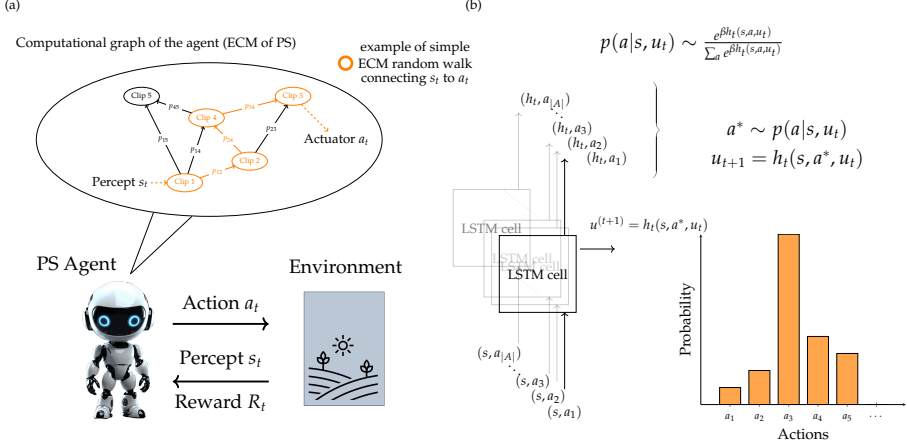 (a)
Computational graph of the agent (ECM of PS)
example of simple
ECM random walk
connecting s_t to a_t
Clip 5
Clip 3
Clip 4
Clip 2
Clip 1
p_45
p_34
p_15
p_14
p_24
p_23
p_12
Actuator a_t
Percept s_t
PS Agent
Environment
Action a_t
Percept s_t
Reward R_t
(b)
p(a|s, u_t) ∼ e^{βh_t(s,a,u_t)} / ∑_a e^{βh_t(s,a,u_t)}
a* ∼ p(a|s, u_t)
u_{t+1} = h_t(s, a*, u_t)
(h_t, a_{|A|})
⋱
(h_t, a_3)
(h_t, a_2)
(h_t, a_1)
LSTM cell
LSTM cell
LSTM cell
LSTM cell
u^{(t+1)} = h_t(s, a*, u_t)
(s, a_{|A|})
⋱
(s, a_3)
(s, a_2)
(s, a_1)
Probability
a_1 a_2 a_3 a_4 a_5 …
Actions